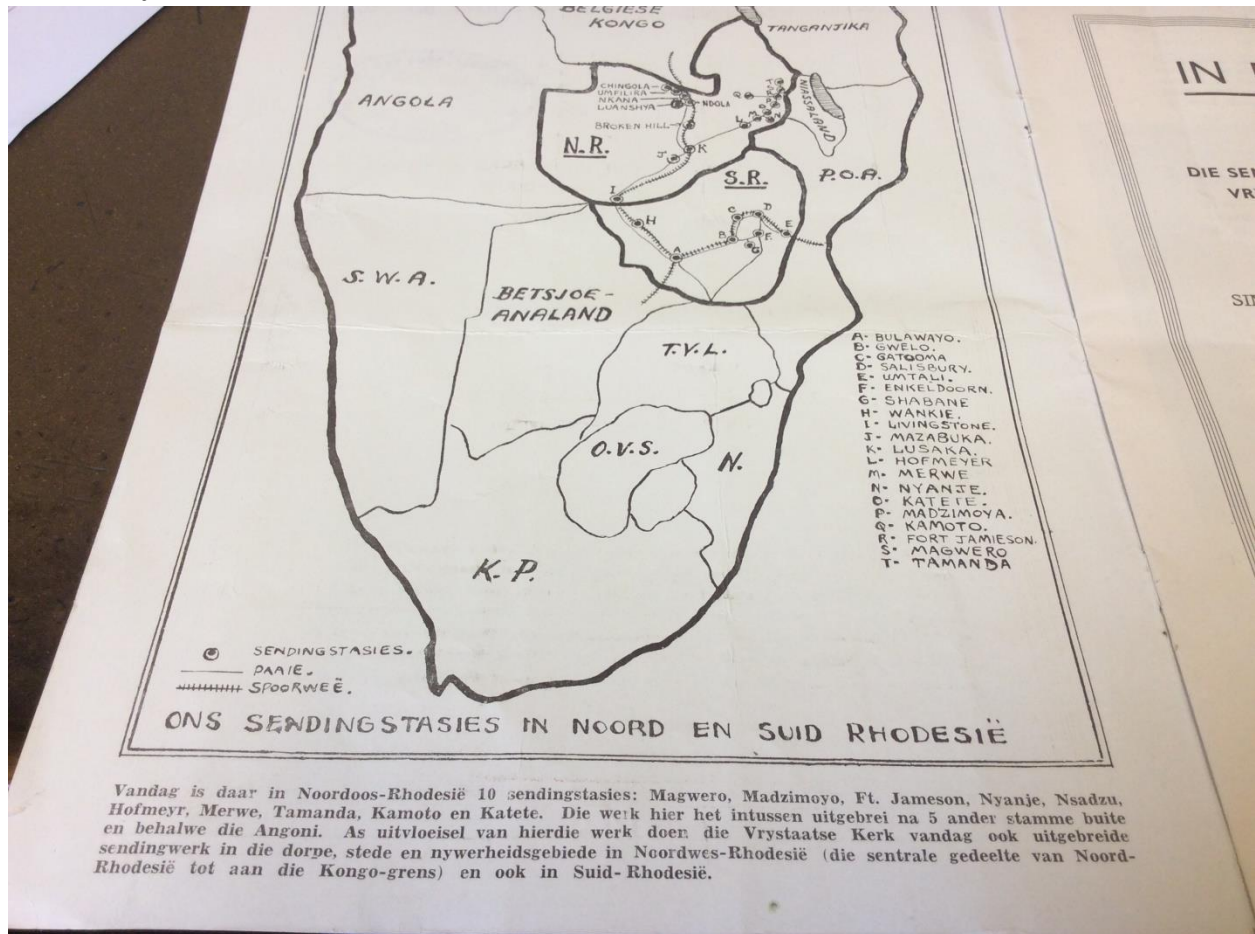 BELGIESE
KONGO
TANGANJIKA
ANGOLA
CHINGOLA
UMFILIRA
NKANA
LUANSHYA
NDOLA
BROKEN HILL
NIASSALAND
N.R.
S.R.
P.O.A.
S.W.A.
BETSJOE-
ANALAND
T.V.L.
O.V.S.
N.
K.P.
A- BULAWAYO.
B- GWELO.
C- GATOOMA
D- SALISBURY.
E- UMTALI.
F- ENKELDOORN.
G- SHABANE
H- WANKIE.
I- LIVINGSTONE.
J- MAZABUKA.
K- LUSAKA.
L- HOFMEYER
M- MERWE
N- NYANJE.
O- KATETE.
P- MADZIMOYA.
Q- KAMOTO.
R- FORT JAMIESON.
S- MAGWERO
T- TAMANDA
SENDINGSTASIES.
PAAIE.
SPOORWEË.
ONS SENDINGSTASIES IN NOORD EN SUID RHODESIË
Vandag is daar in Noordoos-Rhodesië 10 sendingstasies: Magwero, Madzimoyo, Ft. Jameson, Nyanje, Nsadzu,
Hofmeyr, Merwe, Tamanda, Kamoto en Katete. Die werk hier het intussen uitgebrei na 5 ander stamme buite
en behalwe die Angoni. As uitvloeisel van hierdie werk doen die Vrystaatse Kerk vandag ook uitgebreide
sendingwerk in die dorpe, stede en nywerheidsgebiede in Noordwes-Rhodesië (die sentrale gedeelte van Noord-
Rhodesië tot aan die Kongo-grens) en ook in Suid-Rhodesië.
IN
DIE